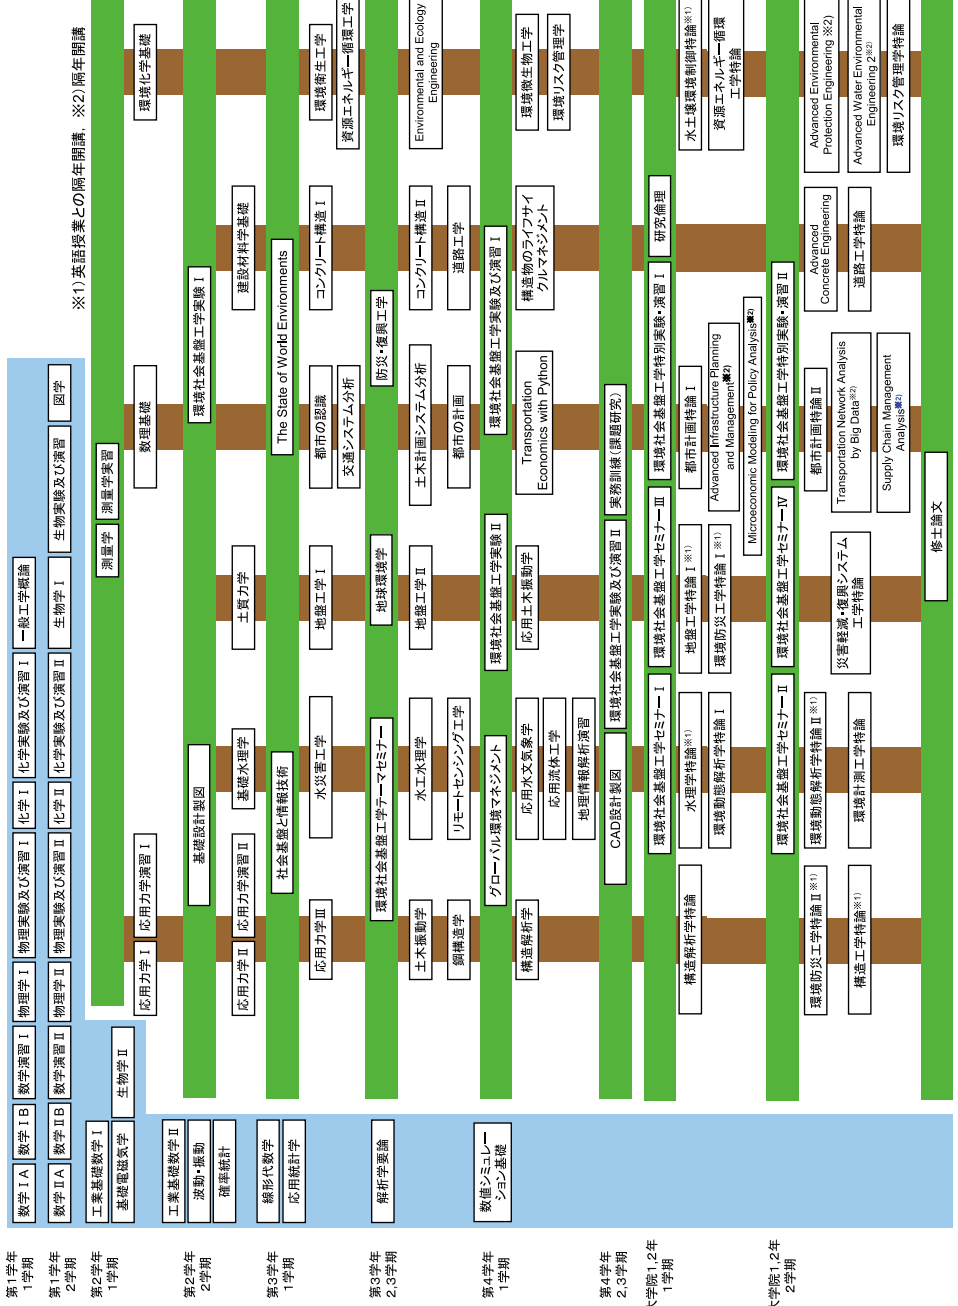 第1学年
1学期
数学ⅠA
数学ⅠB
数学演習Ⅰ
物理学Ⅰ
物理実験及び演習Ⅰ
化学Ⅰ
化学実験及び演習Ⅰ
一般工学概論
第1学年
2学期
数学ⅡA
数学ⅡB
数学演習Ⅱ
物理学Ⅱ
物理実験及び演習Ⅱ
化学Ⅱ
化学実験及び演習Ⅱ
生物学Ⅰ
生物実験及び演習
図学
※1)英語授業との隔年開講，※2)隔年開講
第2学年
1学期
工業基礎数学Ⅰ
基礎電磁気学
生物学Ⅱ
測量学
測量学実習
応用力学Ⅰ
応用力学演習Ⅰ
数理基礎
環境化学基礎
第2学年
2学期
工業基礎数学Ⅱ
波動・振動
確率統計
基礎設計製図
環境社会基盤工学実験Ⅰ
応用力学Ⅱ
応用力学演習Ⅱ
基礎水理学
土質力学
建設材料学基礎
第3学年
1学期
線形代数学
応用統計学
社会基盤と情報技術
The State of World Environments
応用力学Ⅲ
水災害工学
地盤工学Ⅰ
都市の認識
交通システム分析
コンクリート構造Ⅰ
環境衛生工学
資源エネルギー循環工学
第3学年
2,3学期
解析学要論
環境社会基盤工学テーマセミナー
地球環境学
防災・復興工学
土木振動学
鋼構造学
水工水理学
リモートセンシング工学
地盤工学Ⅱ
土木計画システム分析
都市の計画
コンクリート構造Ⅱ
道路工学
Environmental and Ecology
Engineering
第4学年
1学期
数値シミュレー
ション基礎
グローバル環境マネジメント
環境社会基盤工学実験Ⅱ
環境社会基盤工学実験及び演習Ⅰ
構造解析学
応用水文気象学
応用流体工学
地理情報解析演習
応用土木振動学
Transportation
Economics with Python
構造物のライフサイ
クルマネジメント
環境微生物工学
環境リスク管理学
第4学年
2,3学期
CAD設計製図
環境社会基盤工学実験及び演習Ⅱ
実務訓練(課題研究)
大学院1,2年
1学期
環境社会基盤工学セミナーⅠ
環境社会基盤工学セミナーⅢ
環境社会基盤工学特別実験・演習Ⅰ
研究倫理
構造解析学特論
水理学特論※1)
環境動態解析学特論Ⅰ
地盤工学特論Ⅰ※1)
環境防災工学特論Ⅰ※1)
都市計画特論Ⅰ
Advanced Infrastructure Planning
and Management※2)
Microeconomic Modeling for Policy Analysis※2)
水土壌環境制御特論※1)
資源エネルギー循環
工学特論
大学院1,2年
2学期
環境社会基盤工学セミナーⅡ
環境社会基盤工学セミナーⅣ
環境社会基盤工学特別実験・演習Ⅱ
環境防災工学特論Ⅱ※1)
構造工学特論※1)
環境動態解析学特論Ⅱ※1)
環境計測工学特論
災害軽減・復興システム
工学特論
都市計画特論Ⅱ
Transportation Network Analysis
by Big Data※2)
Supply Chain Management
Analysis※2)
Advanced
Concrete Engineering
道路工学特論
Advanced Environmental
Protection Engineering ※2)
Advanced Water Environmental
Engineering 2※2)
環境リスク管理学特論
修士論文